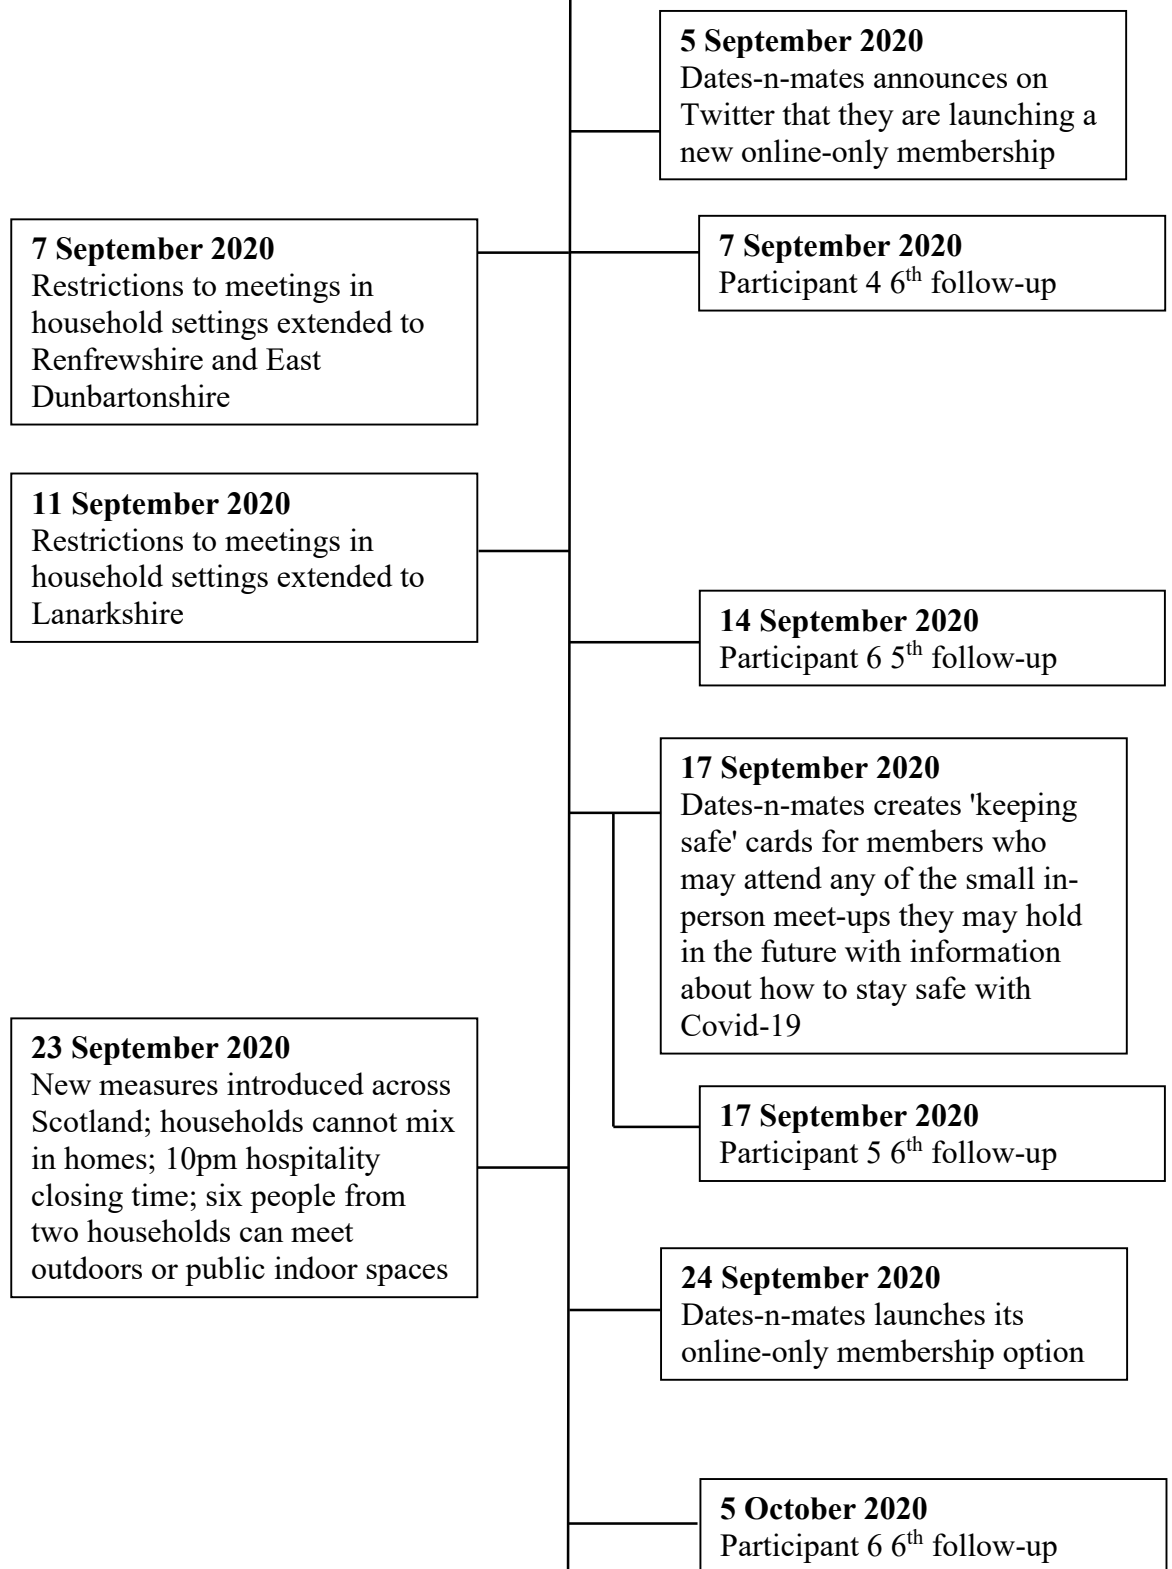 5 September 2020
Dates-n-mates announces on
Twitter that they are launching a
new online-only membership
7 September 2020
Restrictions to meetings in
household settings extended to
Renfrewshire and East
Dunbartonshire
7 September 2020
Participant 4 6th follow-up
11 September 2020
Restrictions to meetings in
household settings extended to
Lanarkshire
14 September 2020
Participant 6 5th follow-up
17 September 2020
Dates-n-mates creates 'keeping
safe' cards for members who
may attend any of the small in-
person meet-ups they may hold
in the future with information
about how to stay safe with
Covid-19
23 September 2020
New measures introduced across
Scotland; households cannot mix
in homes; 10pm hospitality
closing time; six people from
two households can meet
outdoors or public indoor spaces
17 September 2020
Participant 5 6th follow-up
24 September 2020
Dates-n-mates launches its
online-only membership option
5 October 2020
Participant 6 6th follow-up